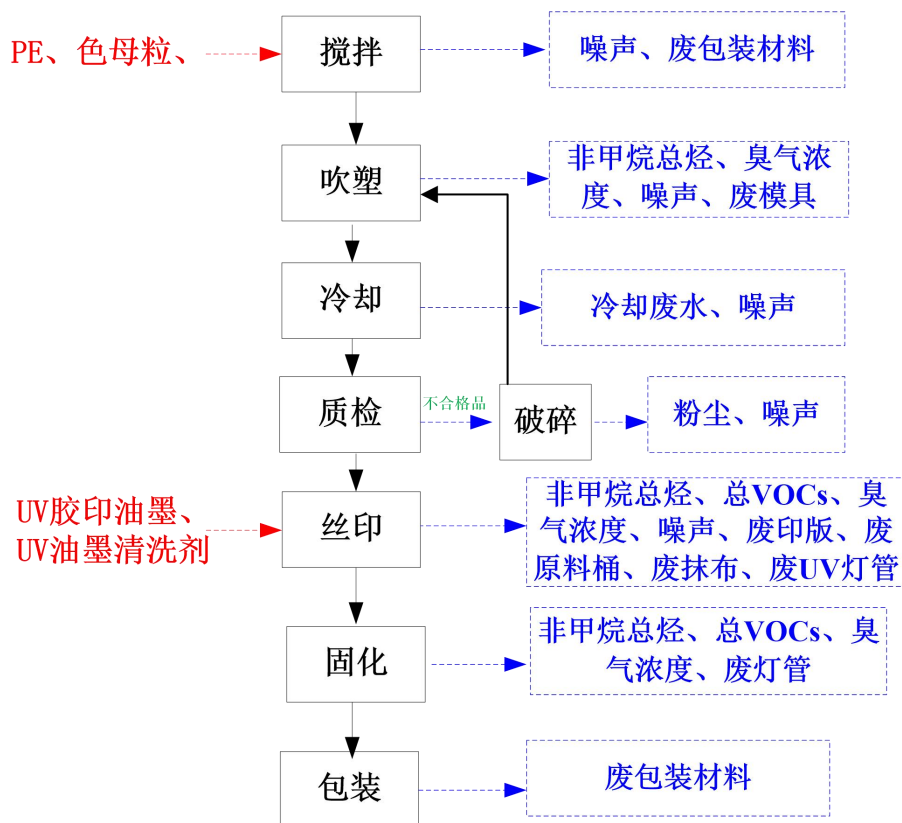 PE、色母粒、
搅拌
噪声、废包装材料
吹塑
非甲烷总烃、臭气浓
度、噪声、废模具
冷却
冷却废水、噪声
质检
不合格品
破碎
粉尘、噪声
UV胶印油墨、
UV油墨清洗剂
丝印
非甲烷总烃、总VOCs、臭
气浓度、噪声、废印版、废
原料桶、废抹布、废UV灯管
固化
非甲烷总烃、总VOCs、臭
气浓度、废灯管
包装
废包装材料